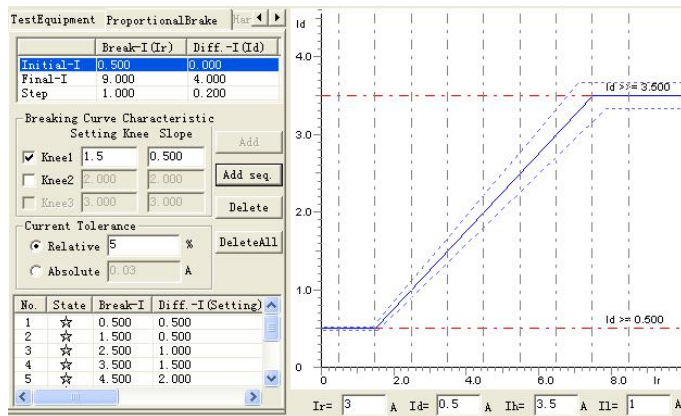 TestEquipment ProportionalBrake Har
Break-I(Ir) Diff.-I(Id)
Initial-I 0.500 0.000
Final-I 9.000 4.000
Step 1.000 0.200
Breaking Curve Characteristic
Setting Knee Slope
Knee1 1.5 0.500
Knee2 2.000 2.000
Knee3 3.000 3.000
Add
Add seq.
Delete
DeleteAll
Current Tolerance
Relative 5 %
Absolute 0.03 A
No. State Break-I Diff.-I(Setting)
1 ☆ 0.500 0.500
2 ☆ 1.500 0.500
3 ☆ 2.500 1.000
4 ☆ 3.500 1.500
5 ☆ 4.500 2.000
Id
4.0
Id >= 3.500
3.0
2.0
1.0
Id >= 0.500
0
0 2.0 4.0 6.0 8.0 Ir
Ir= 3 A Id= 0.5 A Ih= 3.5 A Il= 1 A